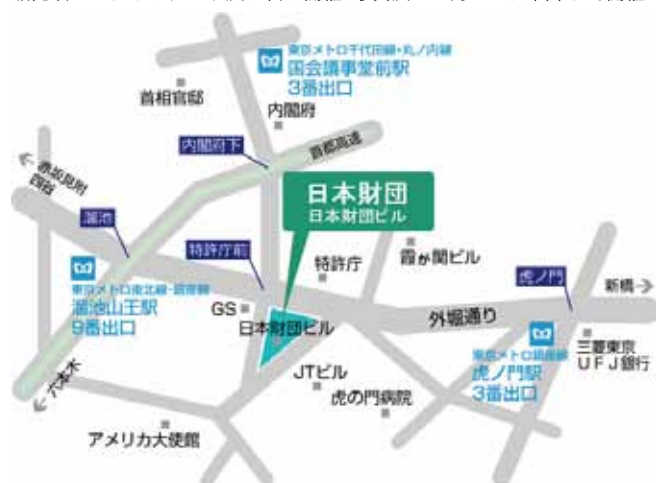 東京メトロ千代田線・丸ノ内線
国会議事堂前駅
3番出口
首相官邸
内閣府
内閣府下
首都高速
赤坂見附
四谷
日本財団
日本財団ビル
溜池
特許庁前
特許庁
霞が関ビル
虎ノ門
新橋
東京メトロ南北線・銀座線
溜池山王駅
9番出口
GS
日本財団ビル
外堀通り
三菱東京
UFJ銀行
東京メトロ銀座線
虎ノ門駅
3番出口
JTビル
虎の門病院
六本木
アメリカ大使館